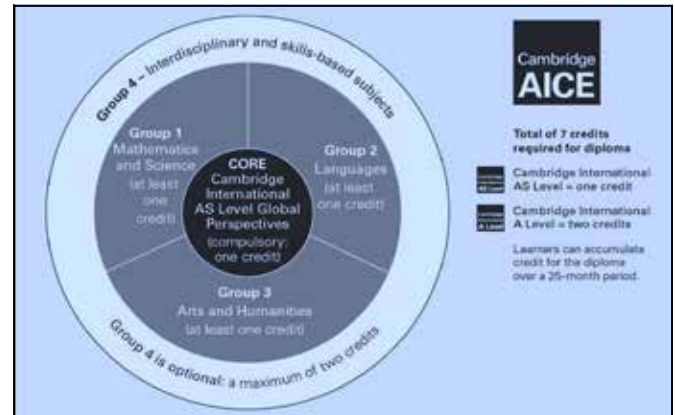 Group 4 – Interdisciplinary and skills-based subjects
Group 1
Mathematics
and Science
(at least
one
credit)
CORE
Cambridge
International
AS Level Global
Perspectives
(compulsory:
one credit)
Group 2
Languages
(at least
one credit)
Group 3
Arts and Humanities
(at least one credit)
Group 4 is optional: a maximum of two credits
Cambridge
AICE
Total of 7 credits
required for diploma
Cambridge International
AS Level = one credit
A Level
Cambridge International
A Level = two credits
Learners can accumulate
credit for the diploma
over a 25-month period.